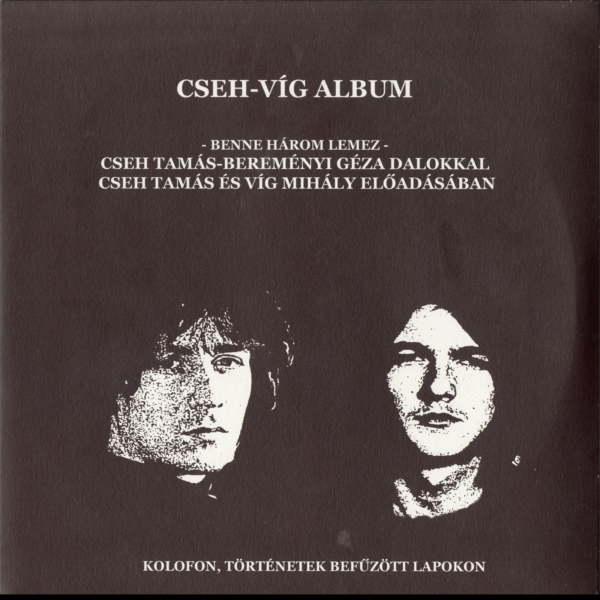 CSEH-VÍG ALBUM
- BENNE HÁROM LEMEZ -
CSEH TAMÁS-BEREMÉNYI GÉZA DALOKKAL
CSEH TAMÁS ÉS VÍG MIHÁLY ELŐADÁSÁBAN
KOLOFON, TÖRTÉNETEK BEFŰZÖTT LAPOKON